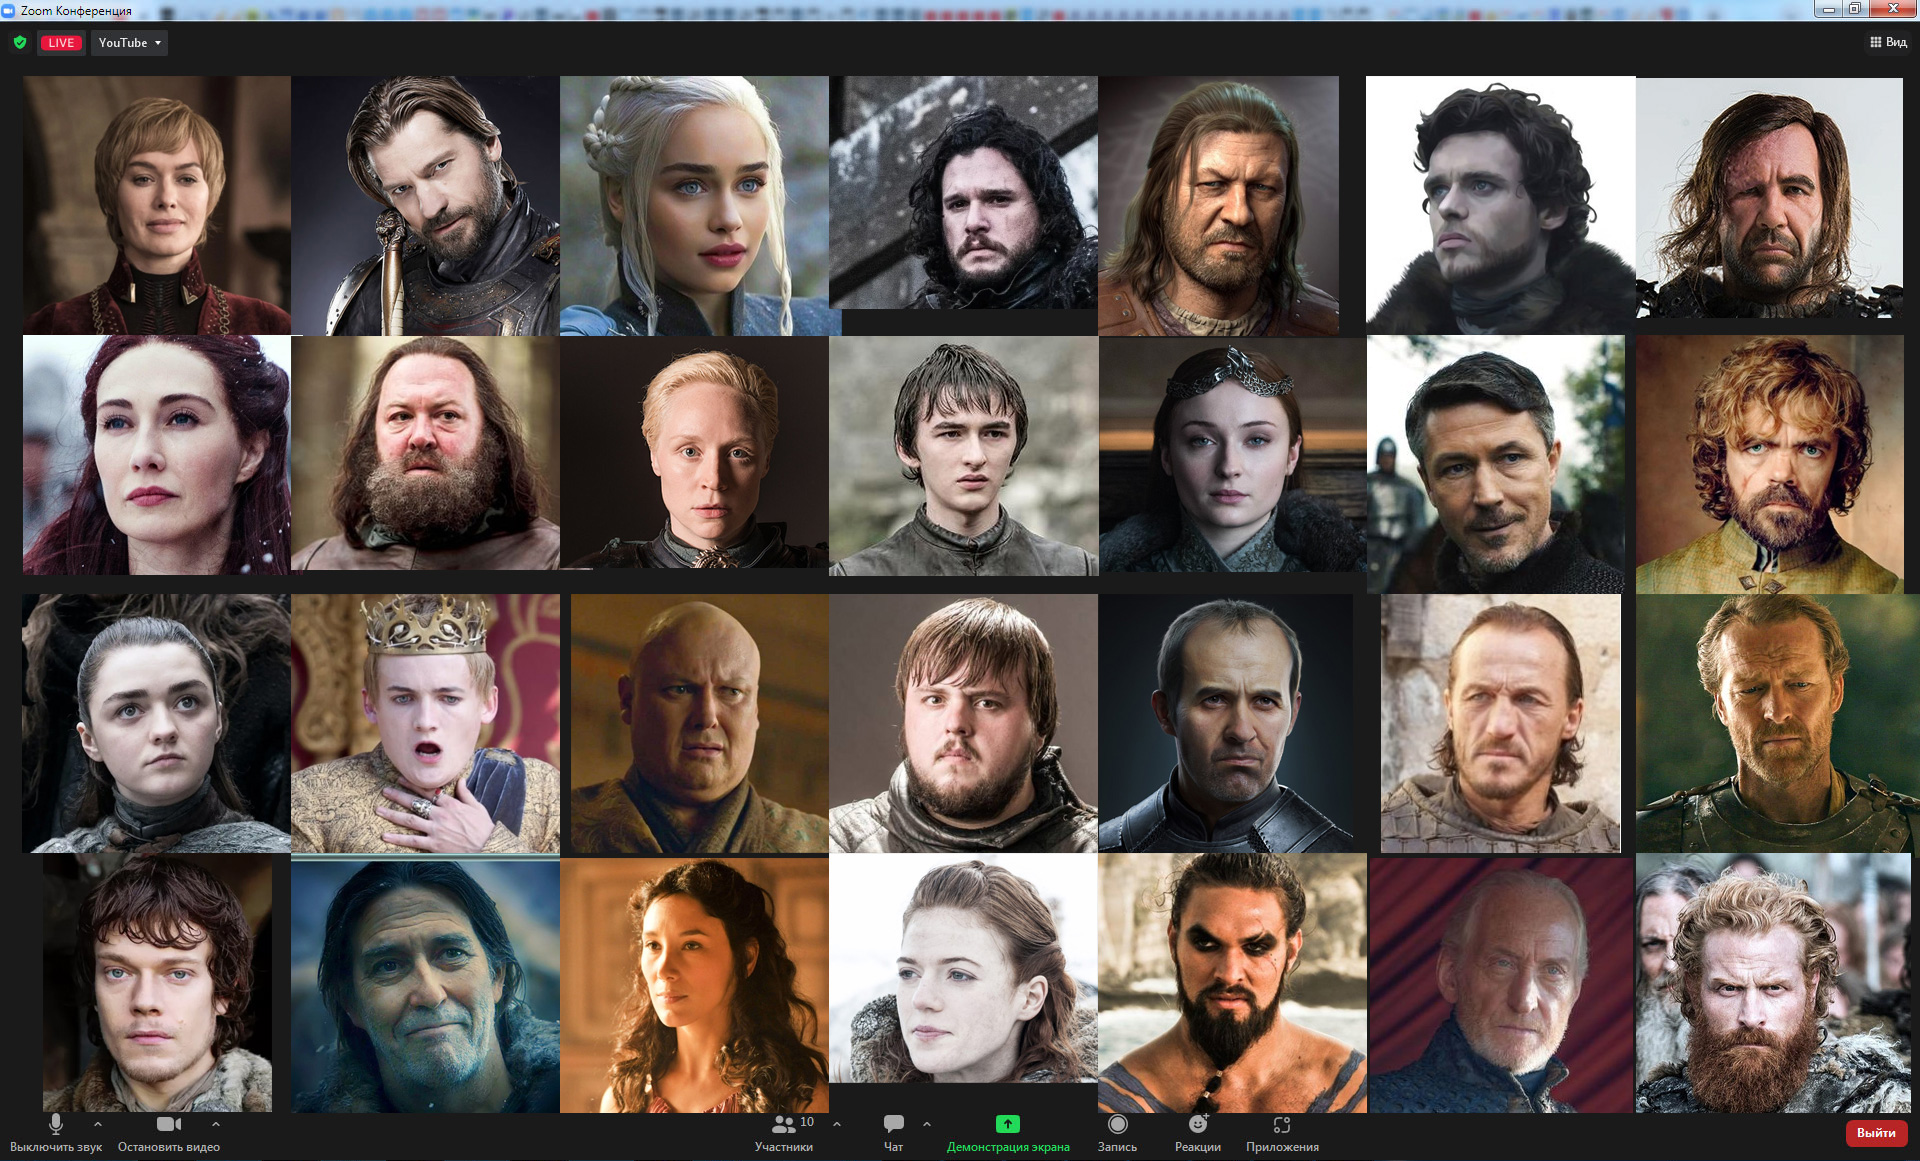 Zoom Конференция
LIVE
YouTube
Вид
Выключить звук
Остановить видео
10
Участники
Чат
Демонстрация экрана
Запись
Реакции
Приложения
Выйти